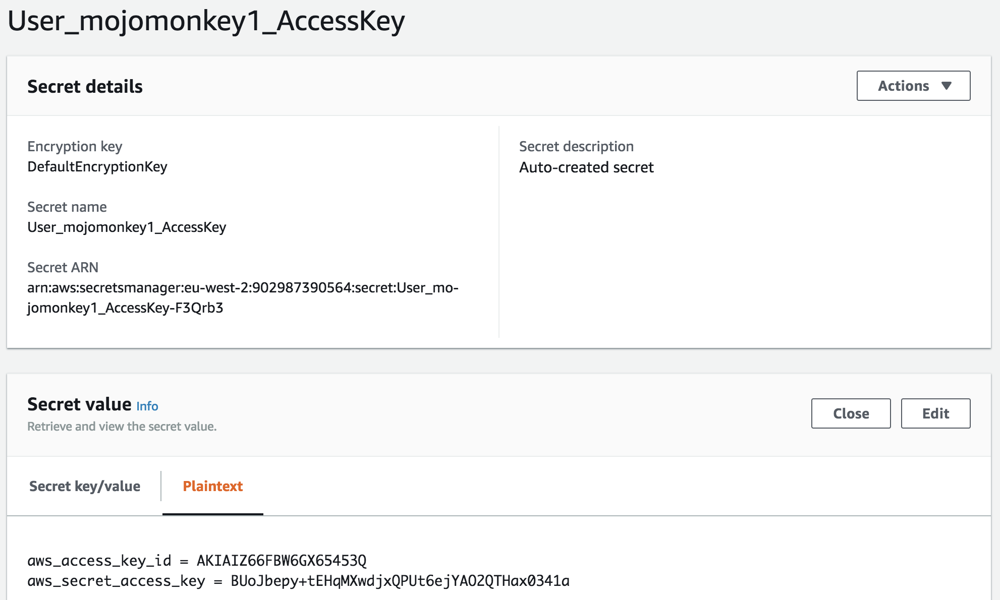 User_mojomonkey1_AccessKey
Secret details
Actions
Encryption key
DefaultEncryptionKey
Secret name
User_mojomonkey1_AccessKey
Secret ARN
arn:aws:secretsmanager:eu-west-2:902987390564:secret:User_mo-
jomonkey1_AccessKey-F3Qrb3
Secret description
Auto-created secret
Secret value Info
Retrieve and view the secret value.
Close
Edit
Secret key/value
Plaintext
aws_access_key_id = AKIAIZ66FBW6GX65453Q
aws_secret_access_key = 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